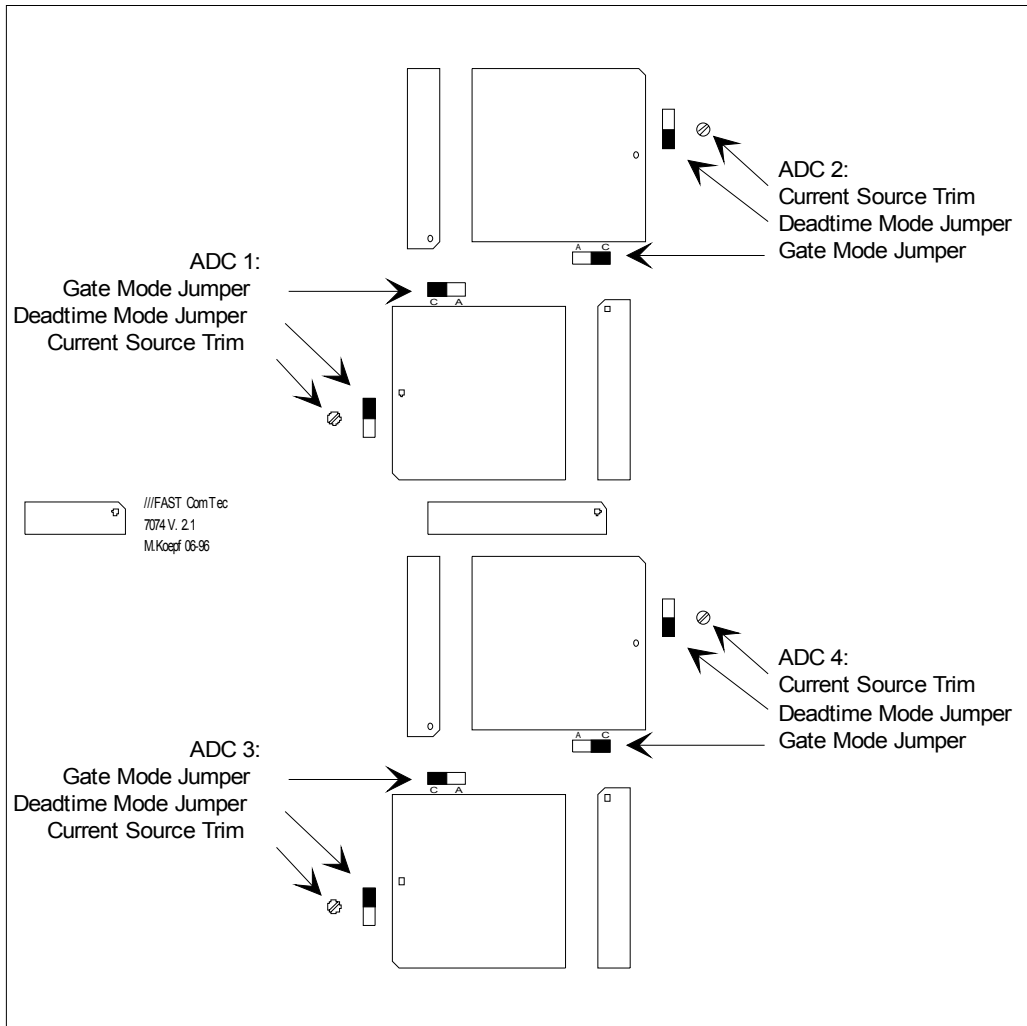 ADC 2:
Current Source Trim
Deadtime Mode Jumper
Gate Mode Jumper
A C
ADC 1:
Gate Mode Jumper
Deadtime Mode Jumper
Current Source Trim
C A
///FAST ComTec
7074 V. 2.1
M.Koepf 06-96
ADC 4:
Current Source Trim
Deadtime Mode Jumper
Gate Mode Jumper
A C
ADC 3:
Gate Mode Jumper
Deadtime Mode Jumper
Current Source Trim
C A